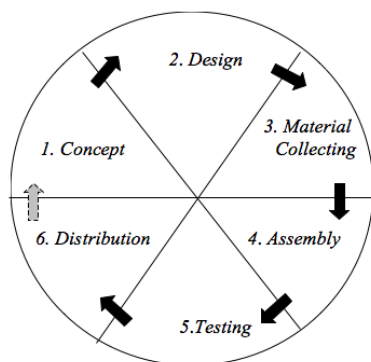 1. Concept
2. Design
3. Material
Collecting
4. Assembly
5.Testing
6. Distribution